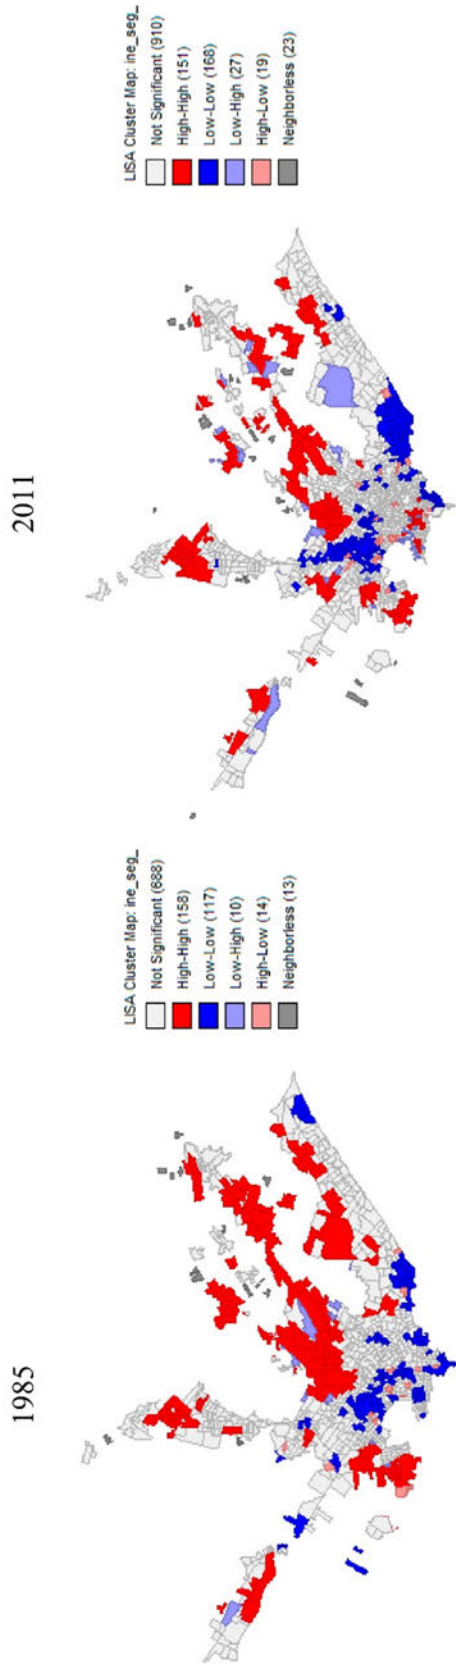 1985
LISA Cluster Map: ine_seg_
Not Significant (688)
High-High (158)
Low-Low (117)
Low-High (10)
High-Low (14)
Neighborless (13)
2011
LISA Cluster Map: ine_seg_
Not Significant (910)
High-High (151)
Low-Low (168)
Low-High (27)
High-Low (19)
Neighborless (23)